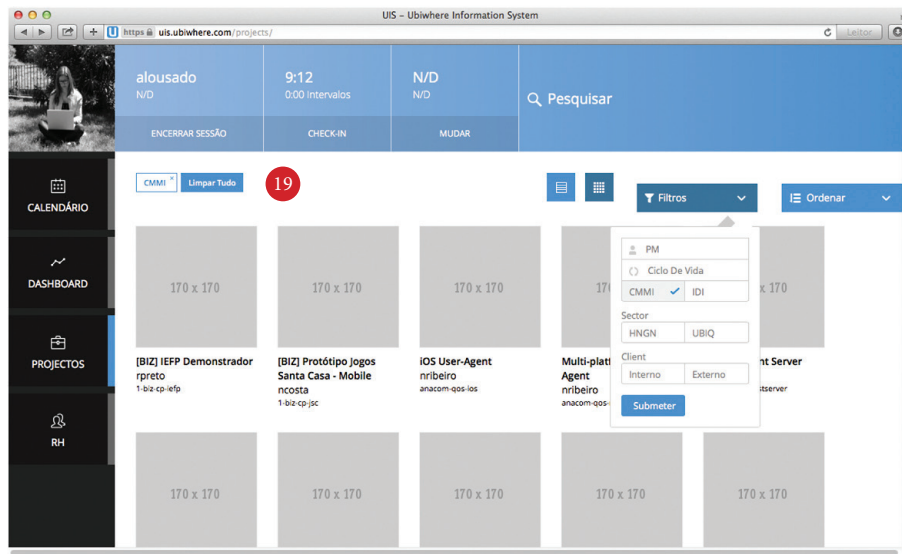 UIS – Ubiwhere Information System
https uis.ubiwhere.com/projects/
Leitor
alousado
N/D
ENCERRAR SESSÃO
9:12
0:00 Intervalos
CHECK-IN
N/D
N/D
MUDAR
Pesquisar
CALENDÁRIO
DASHBOARD
PROJECTOS
RH
CMMI ×
Limpar Tudo
19
Filtros
Ordenar
PM
Ciclo De Vida
CMMI
IDI
Sector
HNGN
UBIQ
Client
Interno
Externo
Submeter
170 x 170
[BIZ] IEFP Demonstrador
rpreto
1-biz-cp-iefp
170 x 170
[BIZ] Protótipo Jogos
Santa Casa - Mobile
ncosta
1-biz-cp-jsc
170 x 170
iOS User-Agent
nribeiro
anacom-qos-ios
17
Agent
nribeiro
x 170
Server
170 x 170
170 x 170
170 x 170
170 x 170
170 x 170